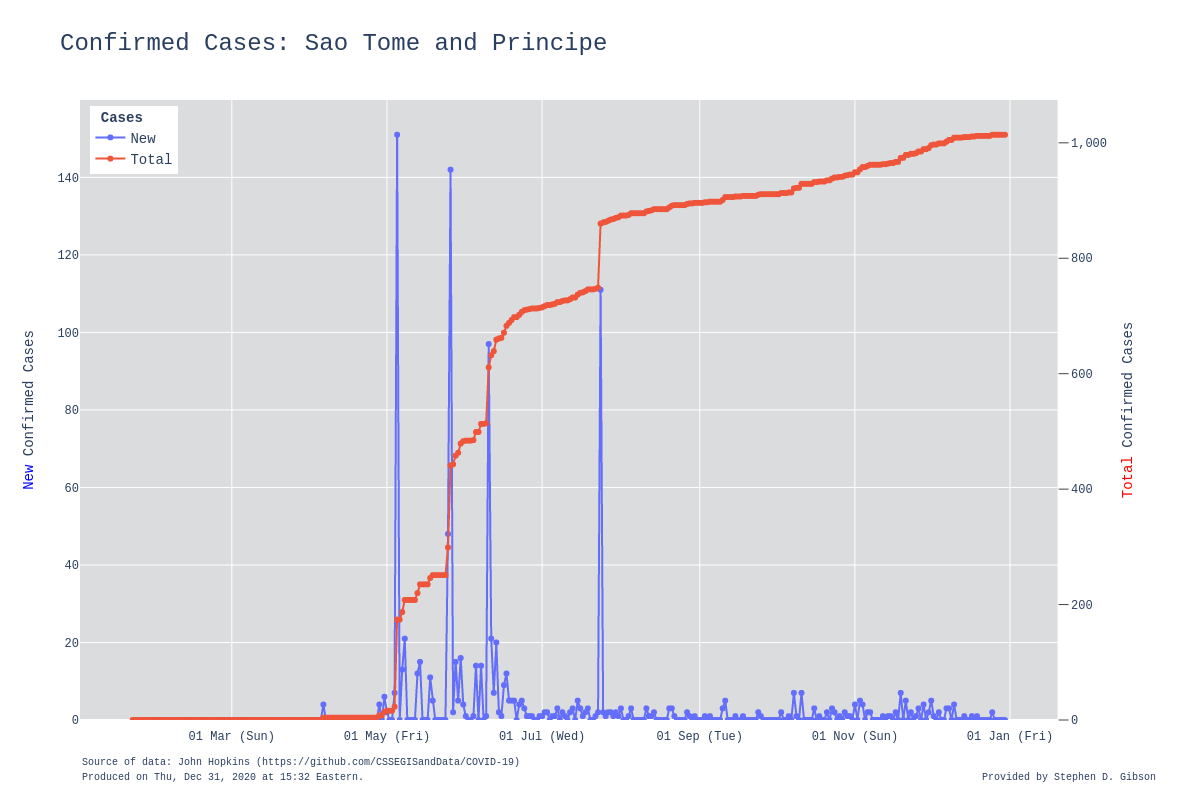 Confirmed Cases: Sao Tome and Principe
Cases
New
Total
140
120
100
80
60
40
20
0
1,000
800
600
400
200
0
New Confirmed Cases
Total Confirmed Cases
01 Mar (Sun)
01 May (Fri)
01 Jul (Wed)
01 Sep (Tue)
01 Nov (Sun)
01 Jan (Fri)
Source of data: John Hopkins (https://github.com/CSSEGISandData/COVID-19)
Produced on Thu, Dec 31, 2020 at 15:32 Eastern.
Provided by Stephen D. Gibson